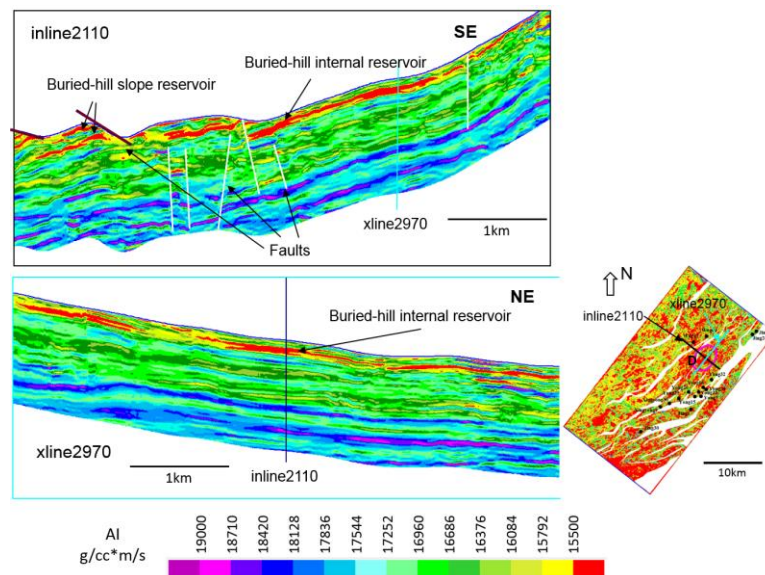 inline2110
SE
Buried-hill slope reservoir
Buried-hill internal reservoir
Faults
xline2970
1km
NE
Buried-hill internal reservoir
xline2970
1km
inline2110
N
xline2970
inline2110
D
10km
AI
g/cc*m/s
19000
18710
18420
18128
17836
17544
17252
16960
16686
16376
16084
15792
15500